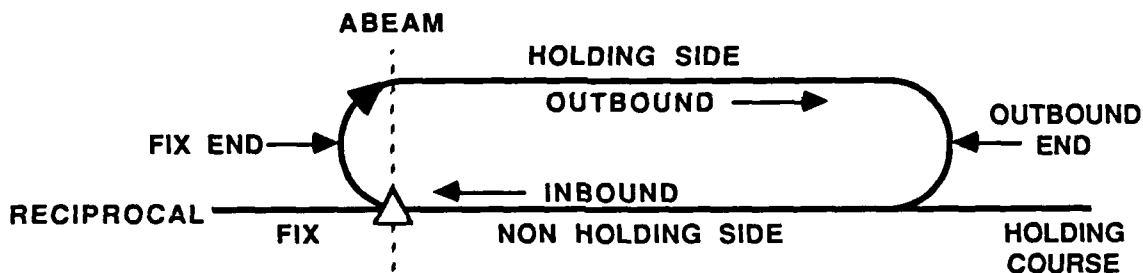 ABEAM
HOLDING SIDE
OUTBOUND
FIX END
OUTBOUND
END
INBOUND
RECIPROCAL
FIX
NON HOLDING SIDE
HOLDING
COURSE